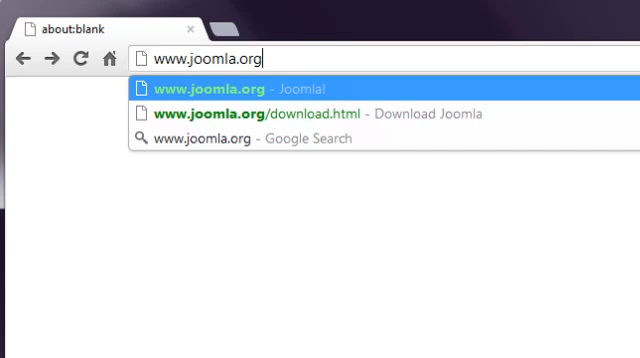 about:blank
www.joomla.org
www.joomla.org - Joomla!
www.joomla.org/download.html - Download Joomla
www.joomla.org - Google Search